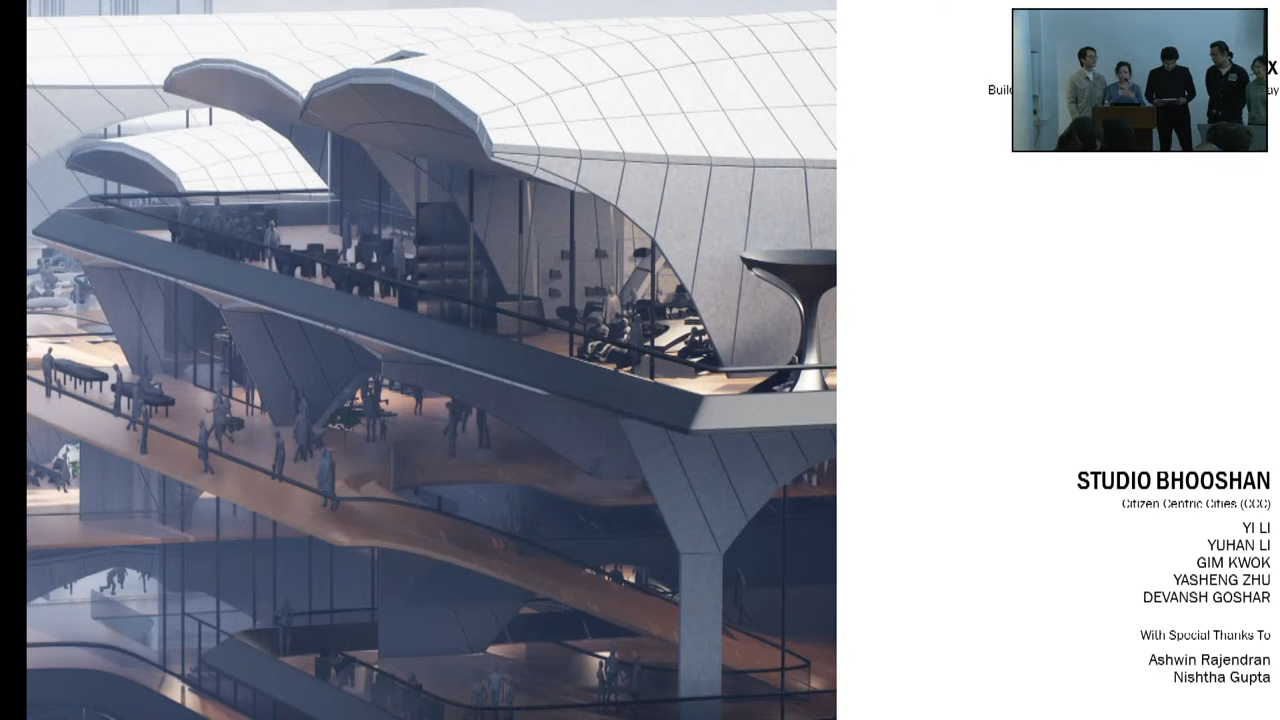 X
STUDIO BHOOSHAN
Citizen Centric Cities (CCC)
YI LI
YUHAN LI
GIM KWOK
YASHENG ZHU
DEVANSH GOSHAR
With Special Thanks To
Ashwin Rajendran
Nishtha Gupta